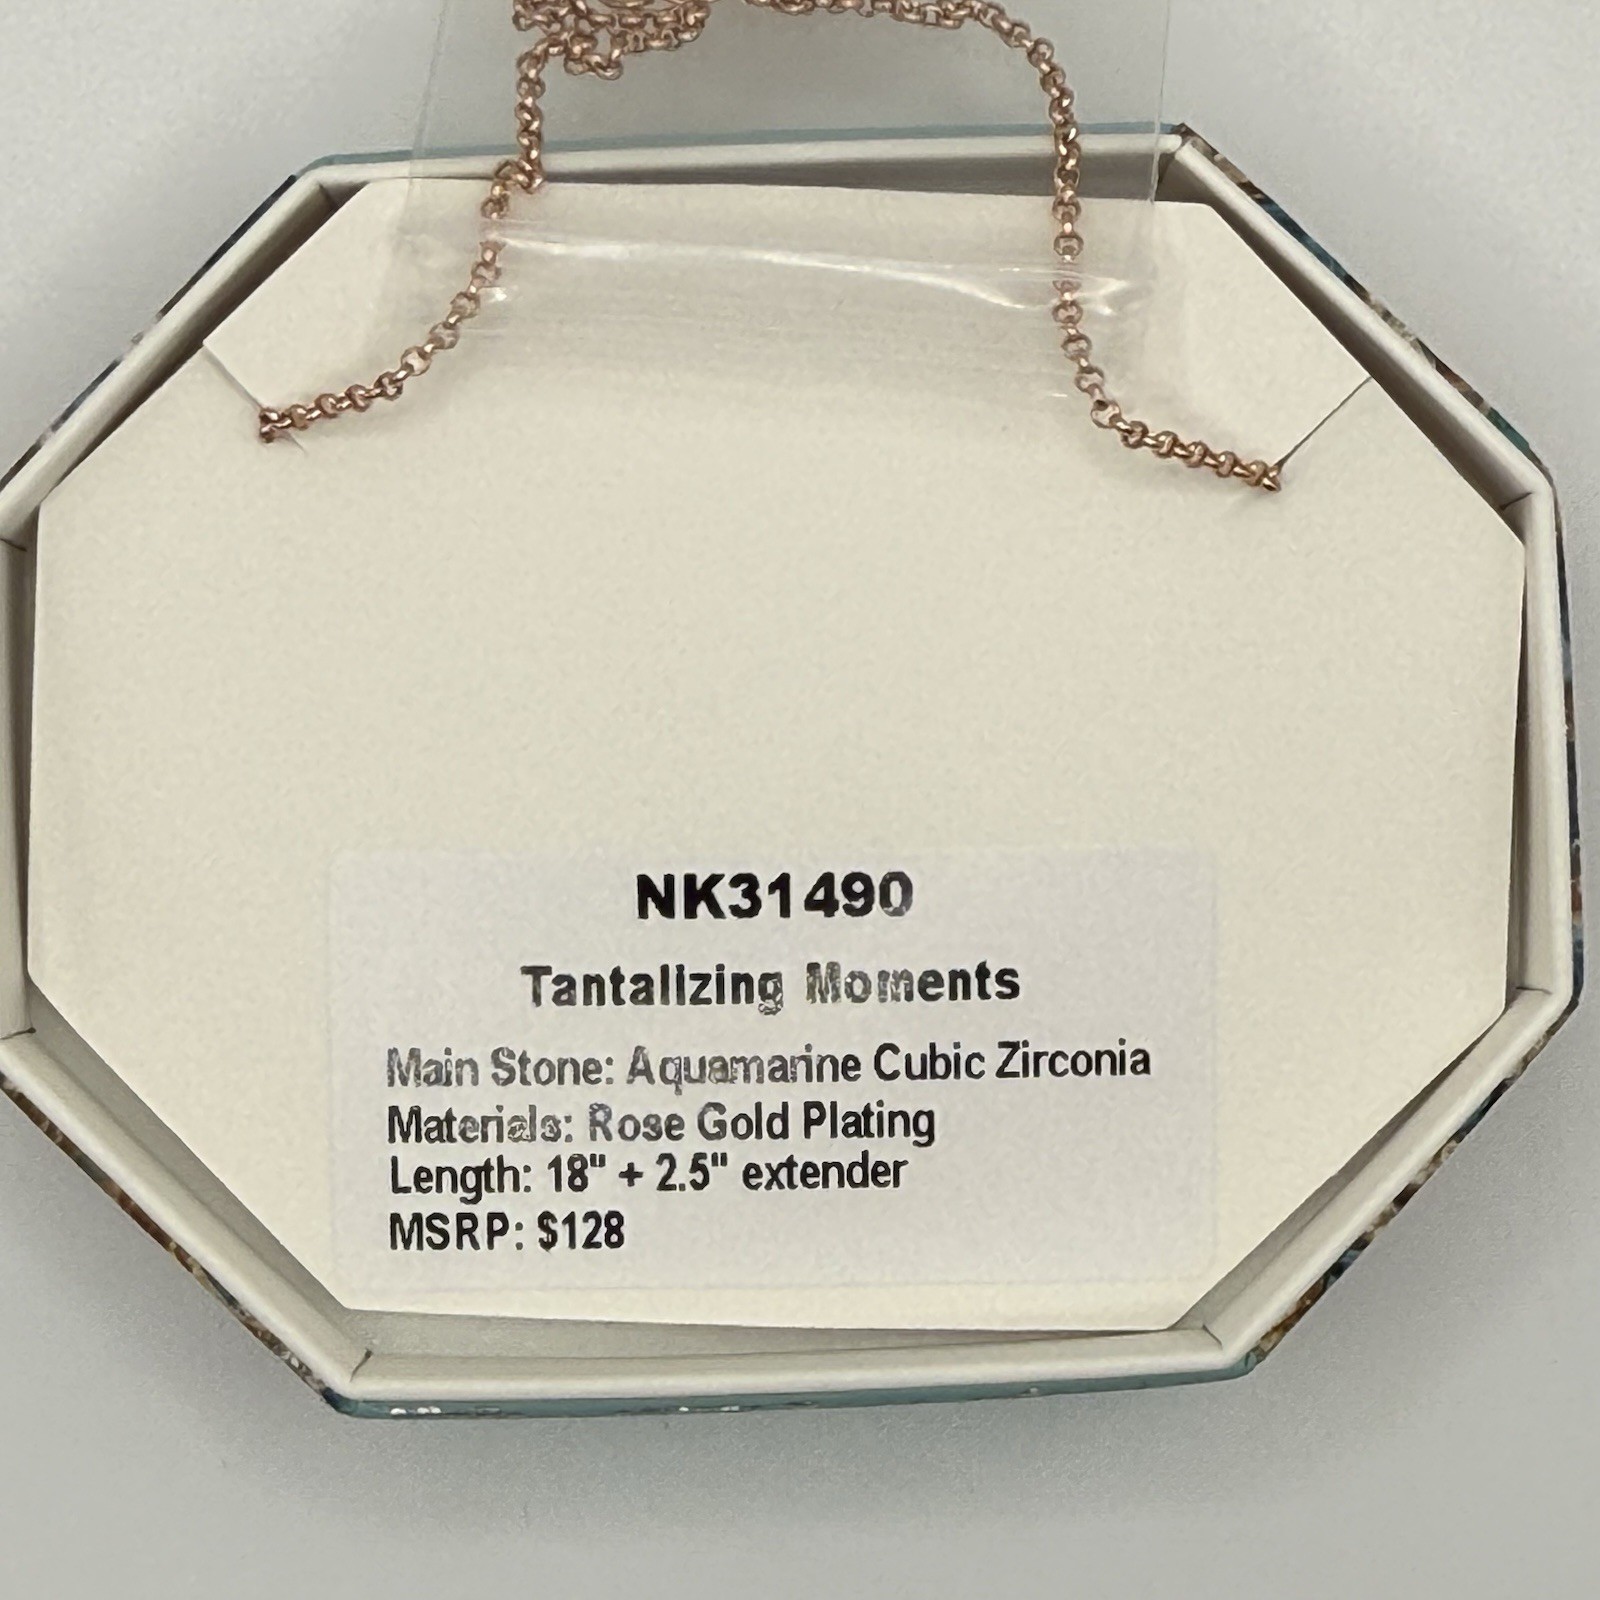 NK31490
Tantalizing Moments
Main Stone: Aquamarine Cubic Zirconia
Materials: Rose Gold Plating
Length: 18" + 2.5" extender
MSRP: $128